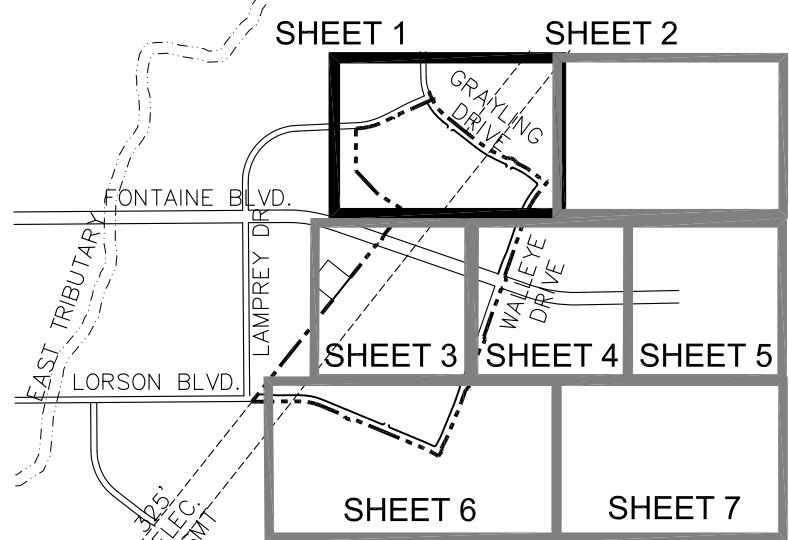 SHEET 1
SHEET 2
GRAYLING
DRIVE
FONTAINE BLVD.
LAMPREY DR
EAST TRIBUTARY
WALLEYE
DRIVE
SHEET 3
SHEET 4
SHEET 5
LORSON BLVD.
SHEET 6
SHEET 7
325'
ELEC.